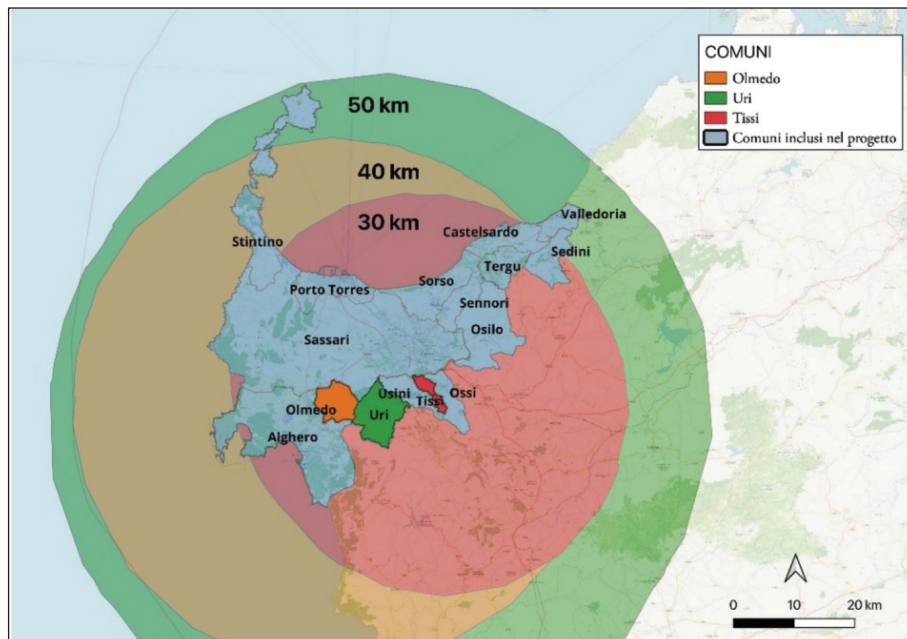 50 km
40 km
30 km
COMUNI
Olmedo
Uri
Tissi
Comuni inclusi nel progetto
Valledoria
Castelsardo
Stintino
Sedini
Tergu
Sorso
Porto Torres
Sennori
Osilo
Sassari
Usini
Ossi
Tissi
Olmedo
Uri
Alghero
0 10 20 km